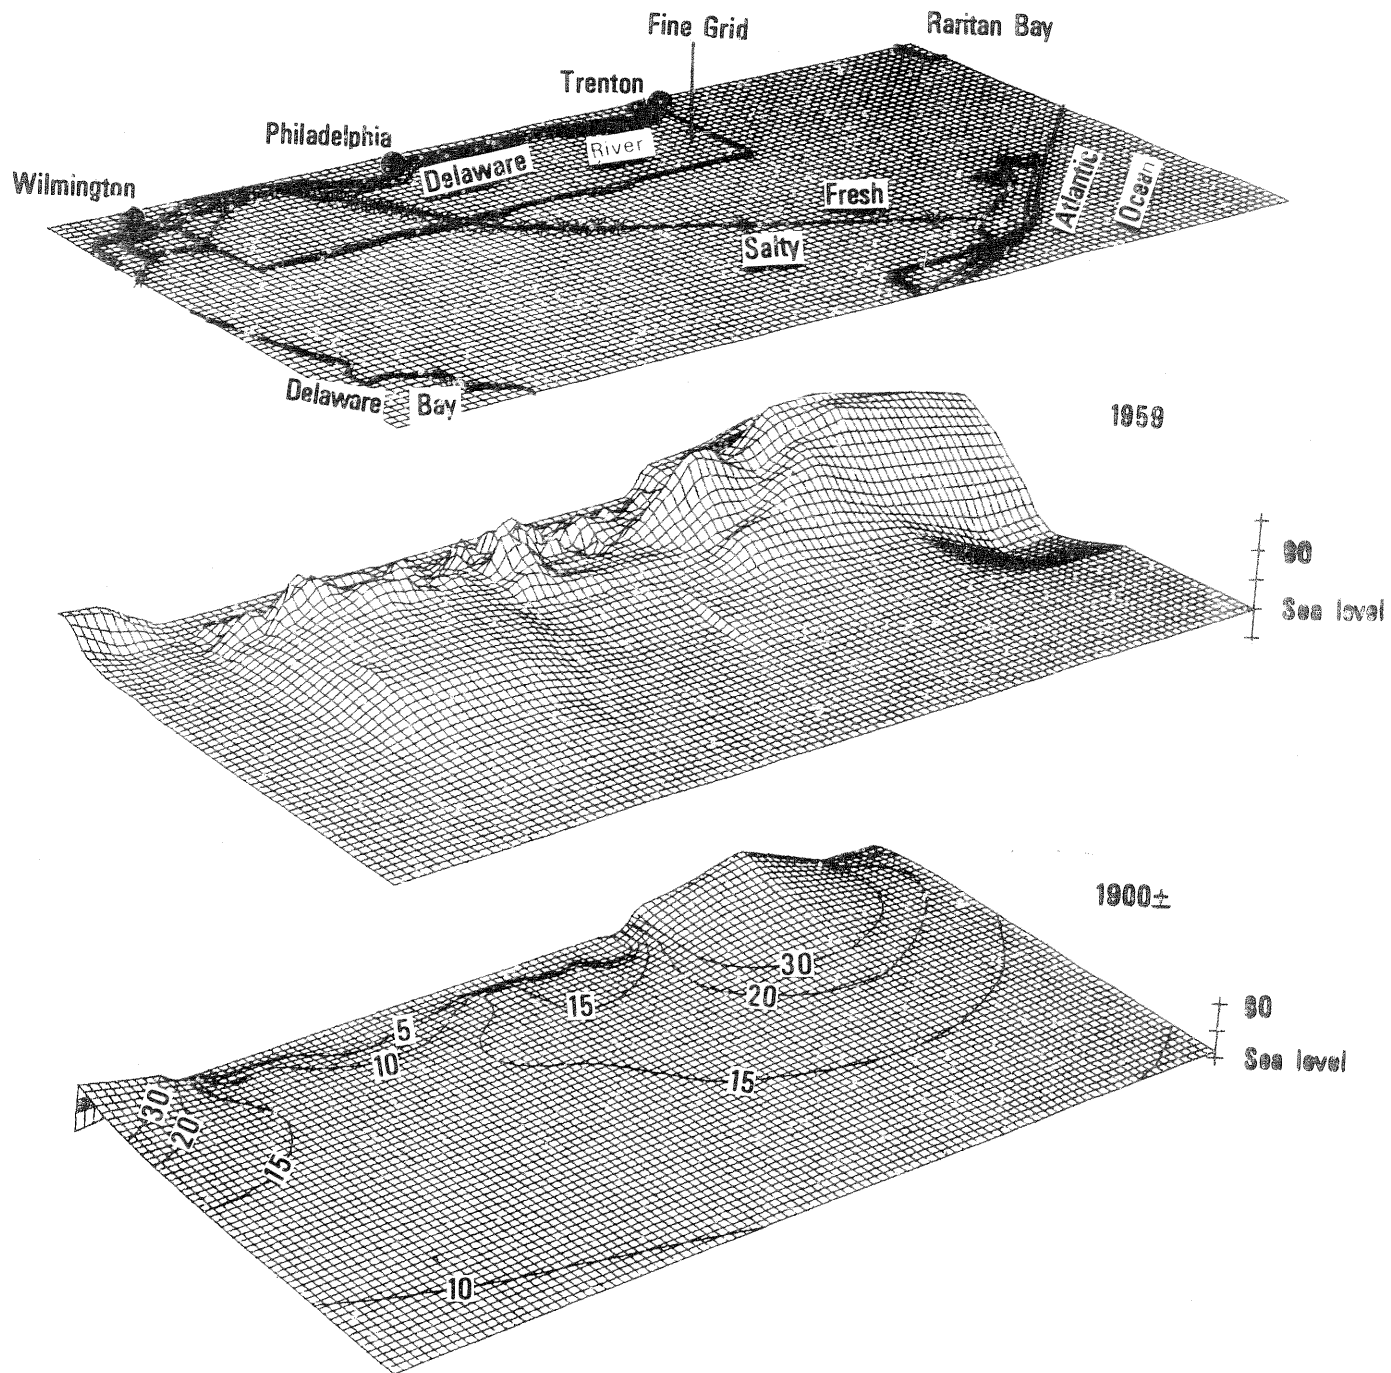 Fine Grid
Raritan Bay
Trenton
Philadelphia
Delaware River
Wilmington
Fresh
Salty
Atlantic Ocean
Delaware Bay
1959
90
Sea level
1900±
30
20
15
15
5
10
90
Sea level
30
20
15
10